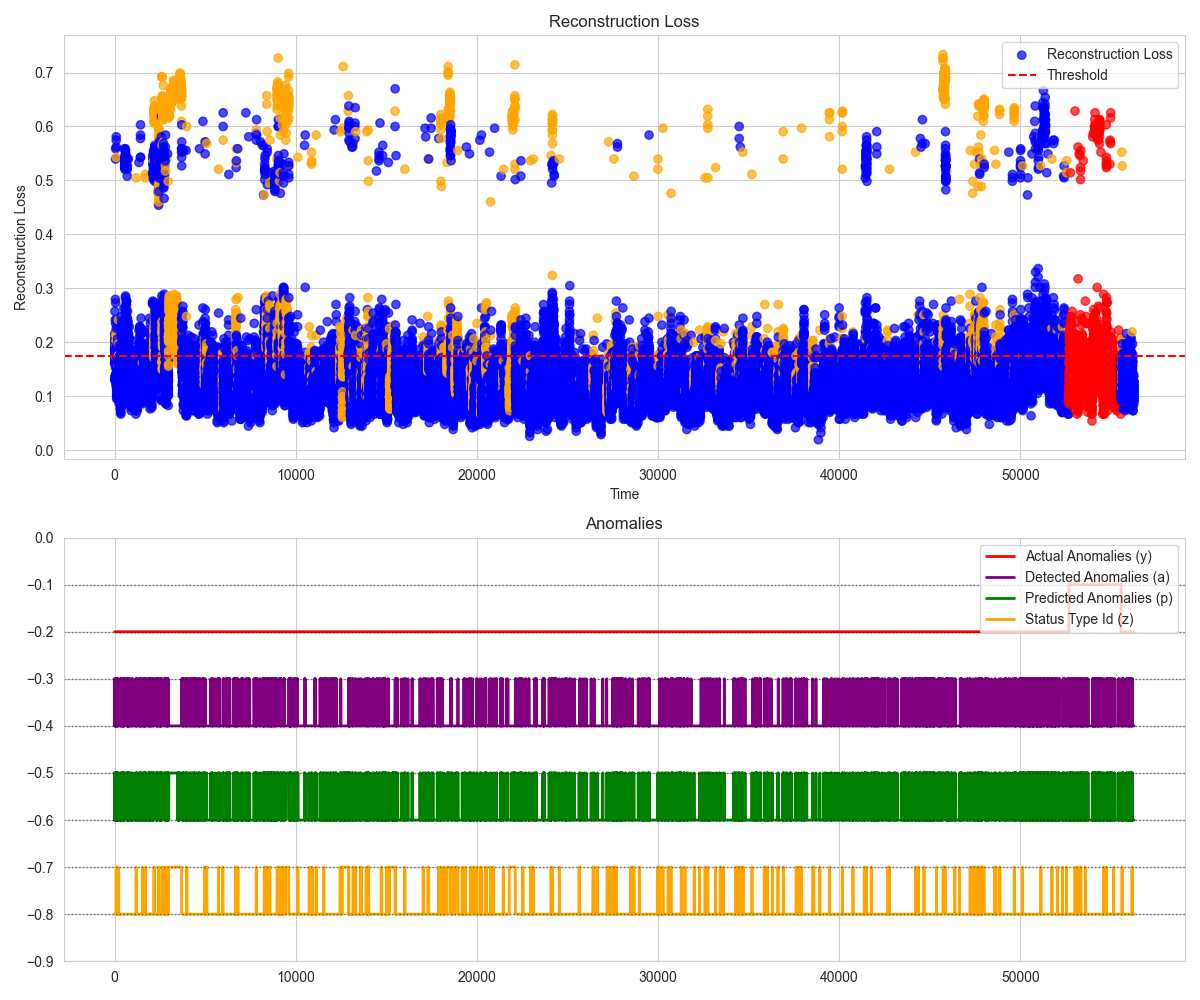 Reconstruction Loss
Reconstruction Loss
0.7
0.6
0.5
0.4
0.3
0.2
0.1
0.0
Reconstruction Loss
Threshold
0 10000 20000 30000 40000 50000
Time
Anomalies
0.0
−0.1
−0.2
−0.3
−0.4
−0.5
−0.6
−0.7
−0.8
−0.9
Actual Anomalies (y)
Detected Anomalies (a)
Predicted Anomalies (p)
Status Type Id (z)
0 10000 20000 30000 40000 50000